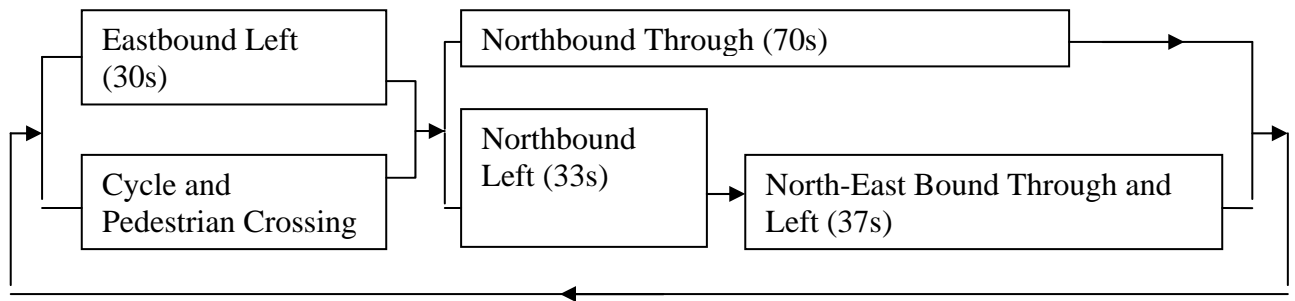 Eastbound Left
(30s)
Cycle and
Pedestrian Crossing
Northbound Through (70s)
Northbound
Left (33s)
North-East Bound Through and
Left (37s)